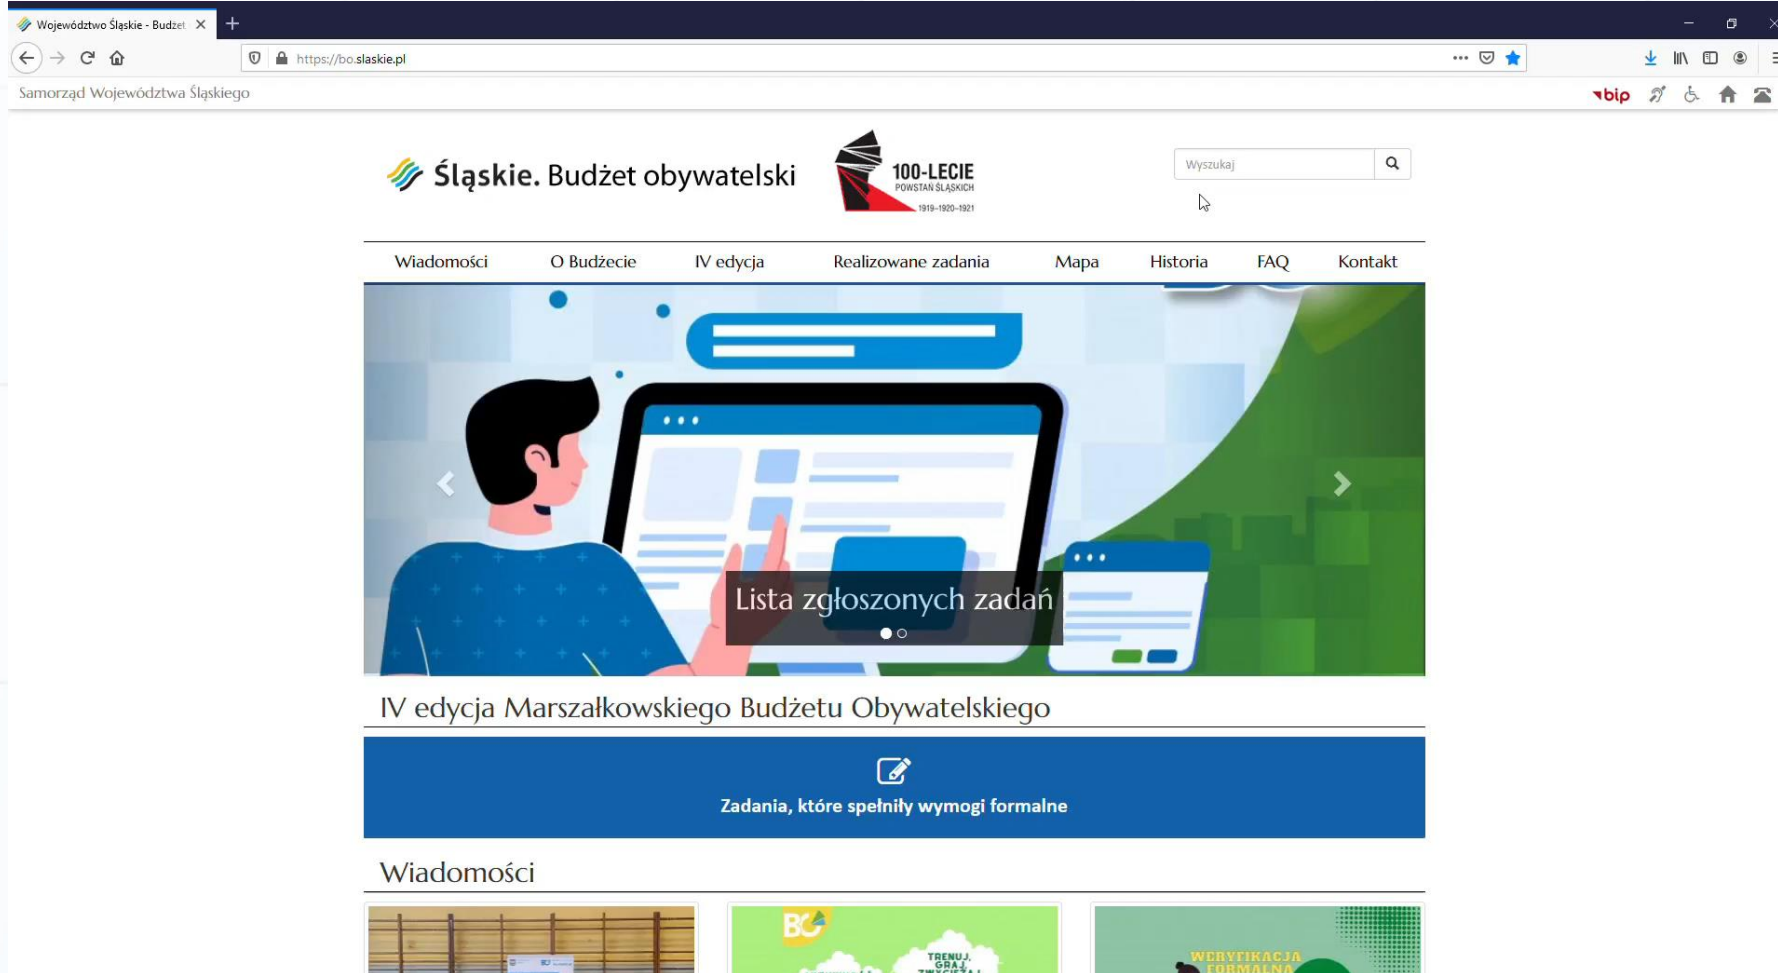 Województwo Śląskie - Budżet
https://bo.slaskie.pl
Samorząd Województwa Śląskiego
bip
Śląskie. Budżet obywatelski
100-LECIE
POWSTAŃ ŚLĄSKICH
1919-1920-1921
Wyszukaj
Wiadomości O Budżecie IV edycja Realizowane zadania Mapa Historia FAQ Kontakt
Lista zgłoszonych zadań
IV edycja Marszałkowskiego Budżetu Obywatelskiego
Zadania, które spełniły wymogi formalne
Wiadomości
BO
TRENUJ,
GRAJ,
WERYFIKACJA
FORMALNA